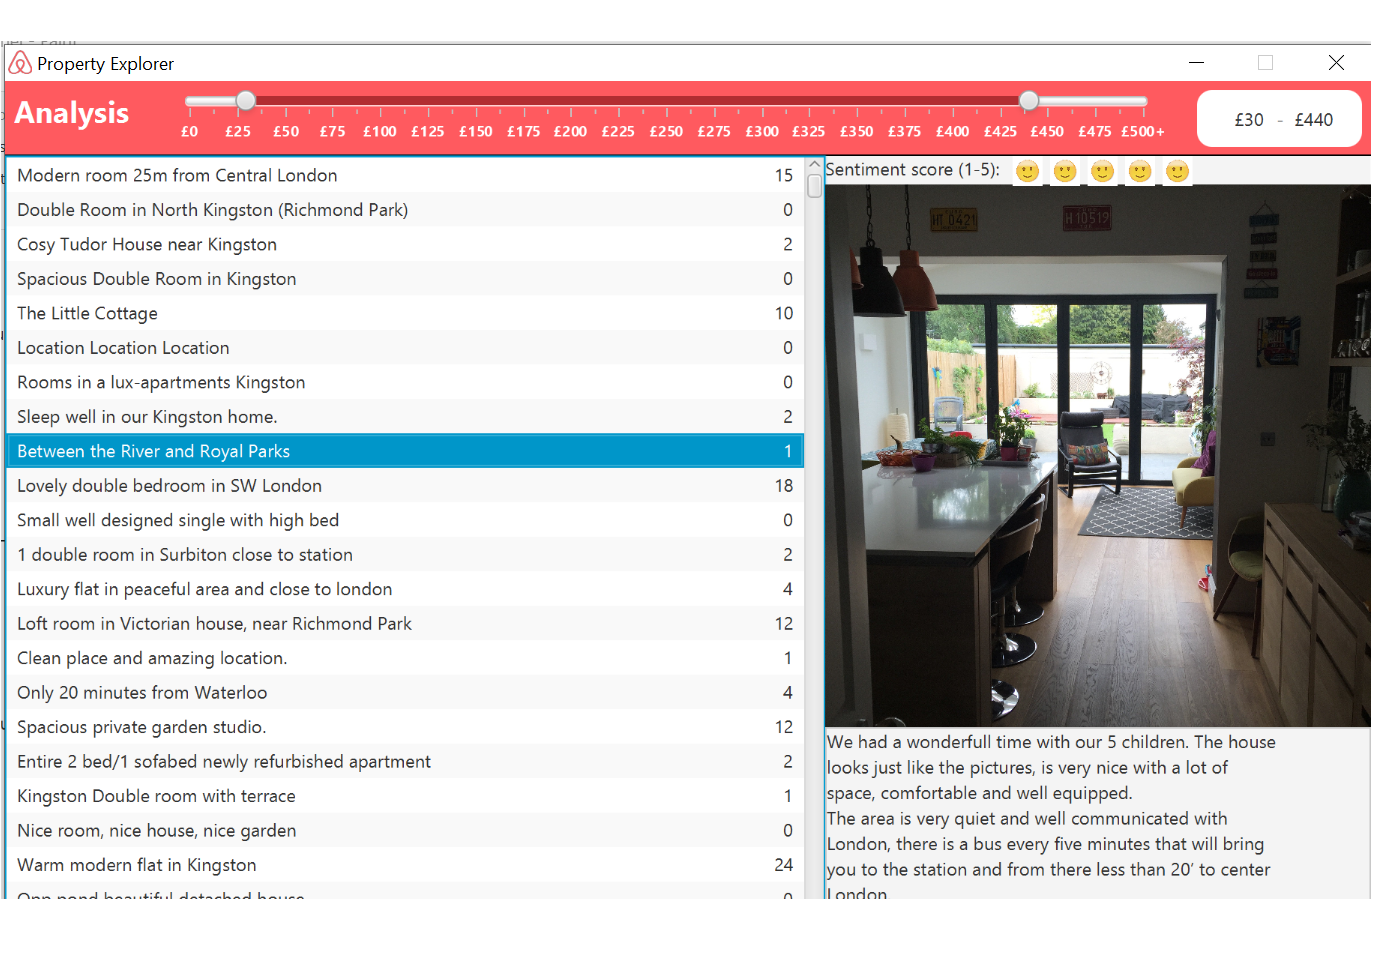 Property Explorer
Analysis
£0 £25 £50 £75 £100 £125 £150 £175 £200 £225 £250 £275 £300 £325 £350 £375 £400 £425 £450 £475 £500+
£30 - £440
Modern room 25m from Central London 15
Double Room in North Kingston (Richmond Park) 0
Cosy Tudor House near Kingston 2
Spacious Double Room in Kingston 0
The Little Cottage 10
Location Location Location 0
Rooms in a lux-apartments Kingston 0
Sleep well in our Kingston home. 2
Between the River and Royal Parks 1
Lovely double bedroom in SW London 18
Small well designed single with high bed 0
1 double room in Surbiton close to station 2
Luxury flat in peaceful area and close to london 4
Loft room in Victorian house, near Richmond Park 12
Clean place and amazing location. 1
Only 20 minutes from Waterloo 4
Spacious private garden studio. 12
Entire 2 bed/1 sofabed newly refurbished apartment 2
Kingston Double room with terrace 1
Nice room, nice house, nice garden 0
Warm modern flat in Kingston 24
Opp pond beautiful detached house 0
Sentiment score (1-5):
HT 0421
H 10519
We had a wonderfull time with our 5 children. The house
looks just like the pictures, is very nice with a lot of
space, comfortable and well equipped.
The area is very quiet and well communicated with
London, there is a bus every five minutes that will bring
you to the station and from there less than 20’ to center
London